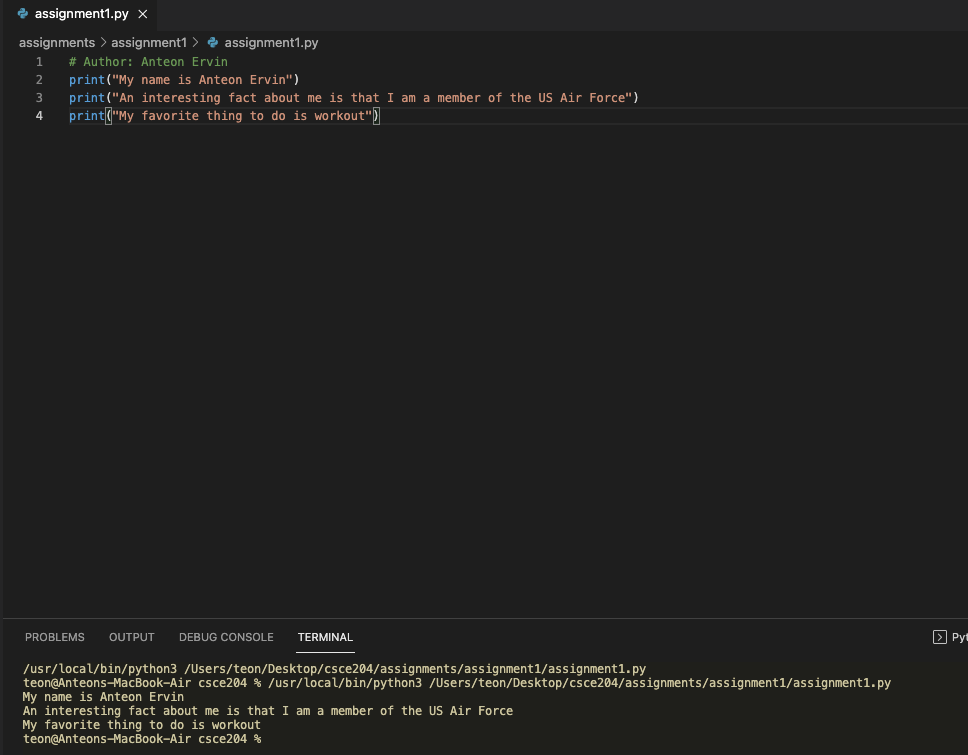 assignment1.py
assignments > assignment1 > assignment1.py
1 # Author: Anteon Ervin
2 print("My name is Anteon Ervin")
3 print("An interesting fact about me is that I am a member of the US Air Force")
4 print("My favorite thing to do is workout")
PROBLEMS OUTPUT DEBUG CONSOLE TERMINAL Pyt
/usr/local/bin/python3 /Users/teon/Desktop/csce204/assignments/assignment1/assignment1.py
teon@Anteons-MacBook-Air csce204 % /usr/local/bin/python3 /Users/teon/Desktop/csce204/assignments/assignment1/assignment1.py
My name is Anteon Ervin
An interesting fact about me is that I am a member of the US Air Force
My favorite thing to do is workout
teon@Anteons-MacBook-Air csce204 %